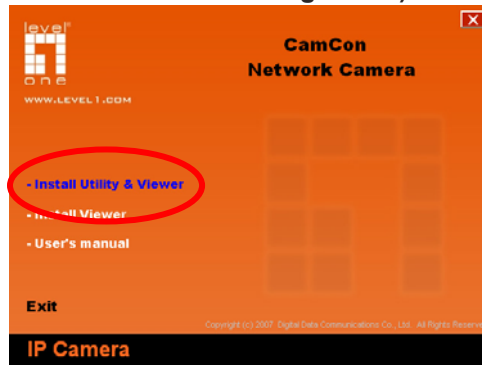 level
one
WWW.LEVEL1.COM
CamCon
Network Camera
- Install Utility & Viewer
- Install Viewer
- User's manual
Exit
Copyright (c) 2007 Digital Data Communications Co., Ltd. All Rights Reserve
IP Camera